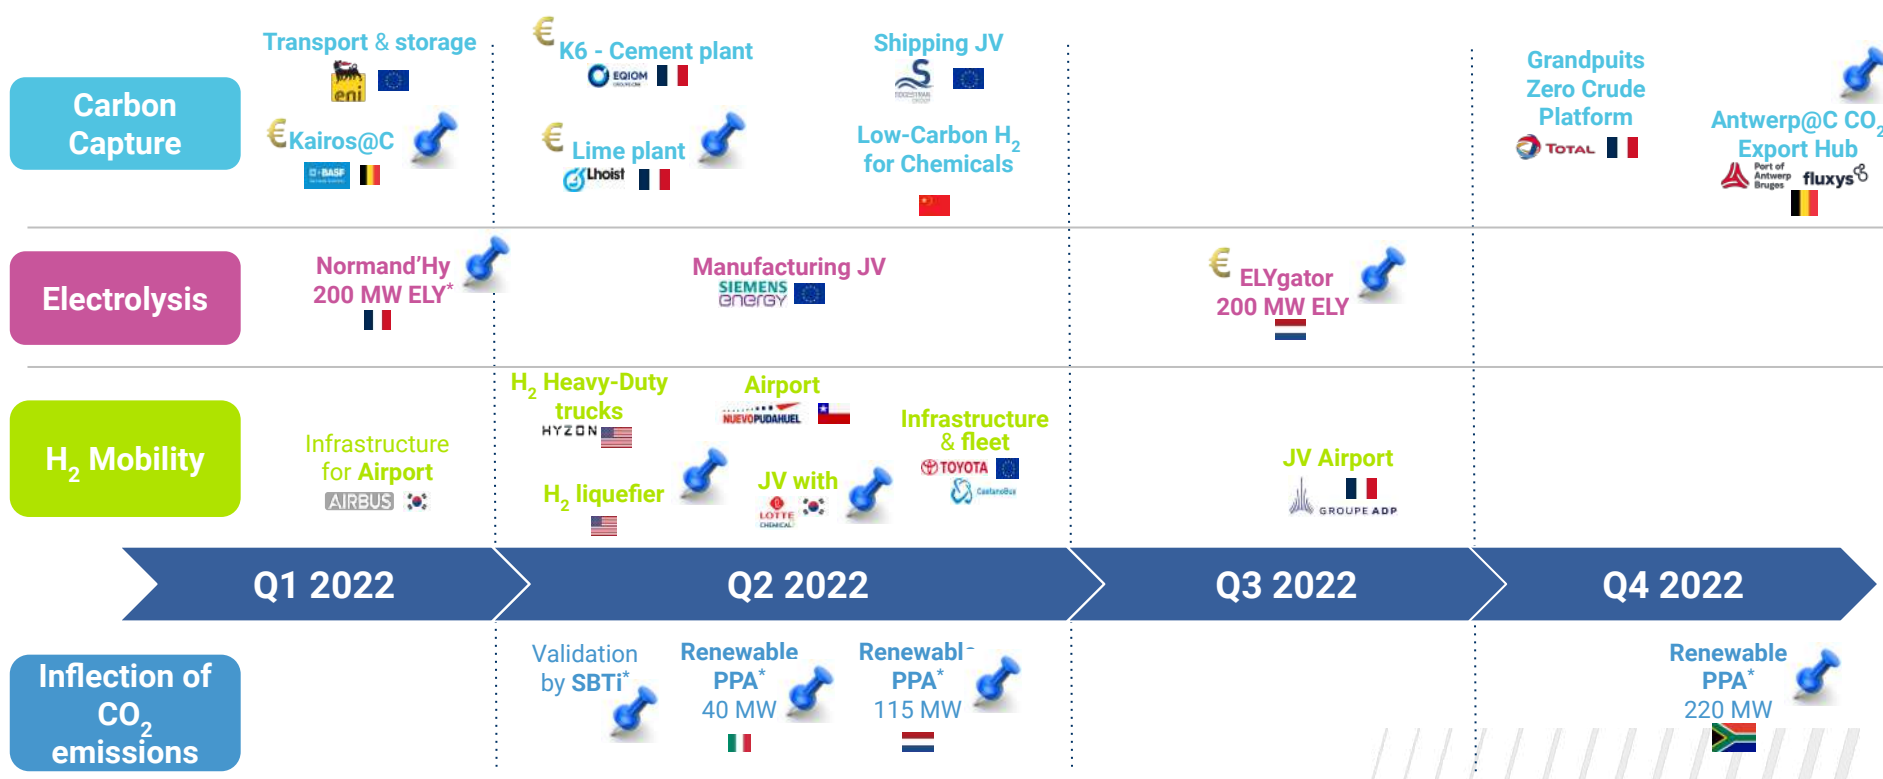 Carbon
Capture
Transport & storage
eni
€
Kairos@C
BASF
€
K6 - Cement plant
EQIOM
€
Lime plant
Lhoist
Shipping JV
Low-Carbon H2
for Chemicals
Grandpuits
Zero Crude
Platform
TOTAL
Antwerp@C CO2
Export Hub
Port of
Antwerp
Bruges
fluxys
Electrolysis
Normand'Hy
200 MW ELY*
Manufacturing JV
SIEMENS
energy
€
ELYgator
200 MW ELY
H2 Mobility
Infrastructure
for Airport
AIRBUS
H2 Heavy-Duty
trucks
HYZON
H2 liquefier
Airport
NUEVOPUDAHUEL
JV with
LOTTE
CHEMICAL
Infrastructure
& fleet
TOYOTA
CaetanoBus
JV Airport
GROUPE ADP
Q1 2022
Q2 2022
Q3 2022
Q4 2022
Inflection of
CO2
emissions
Validation
by SBTi*
Renewable
PPA*
40 MW
Renewabl
PPA*
115 MW
Renewable
PPA*
220 MW